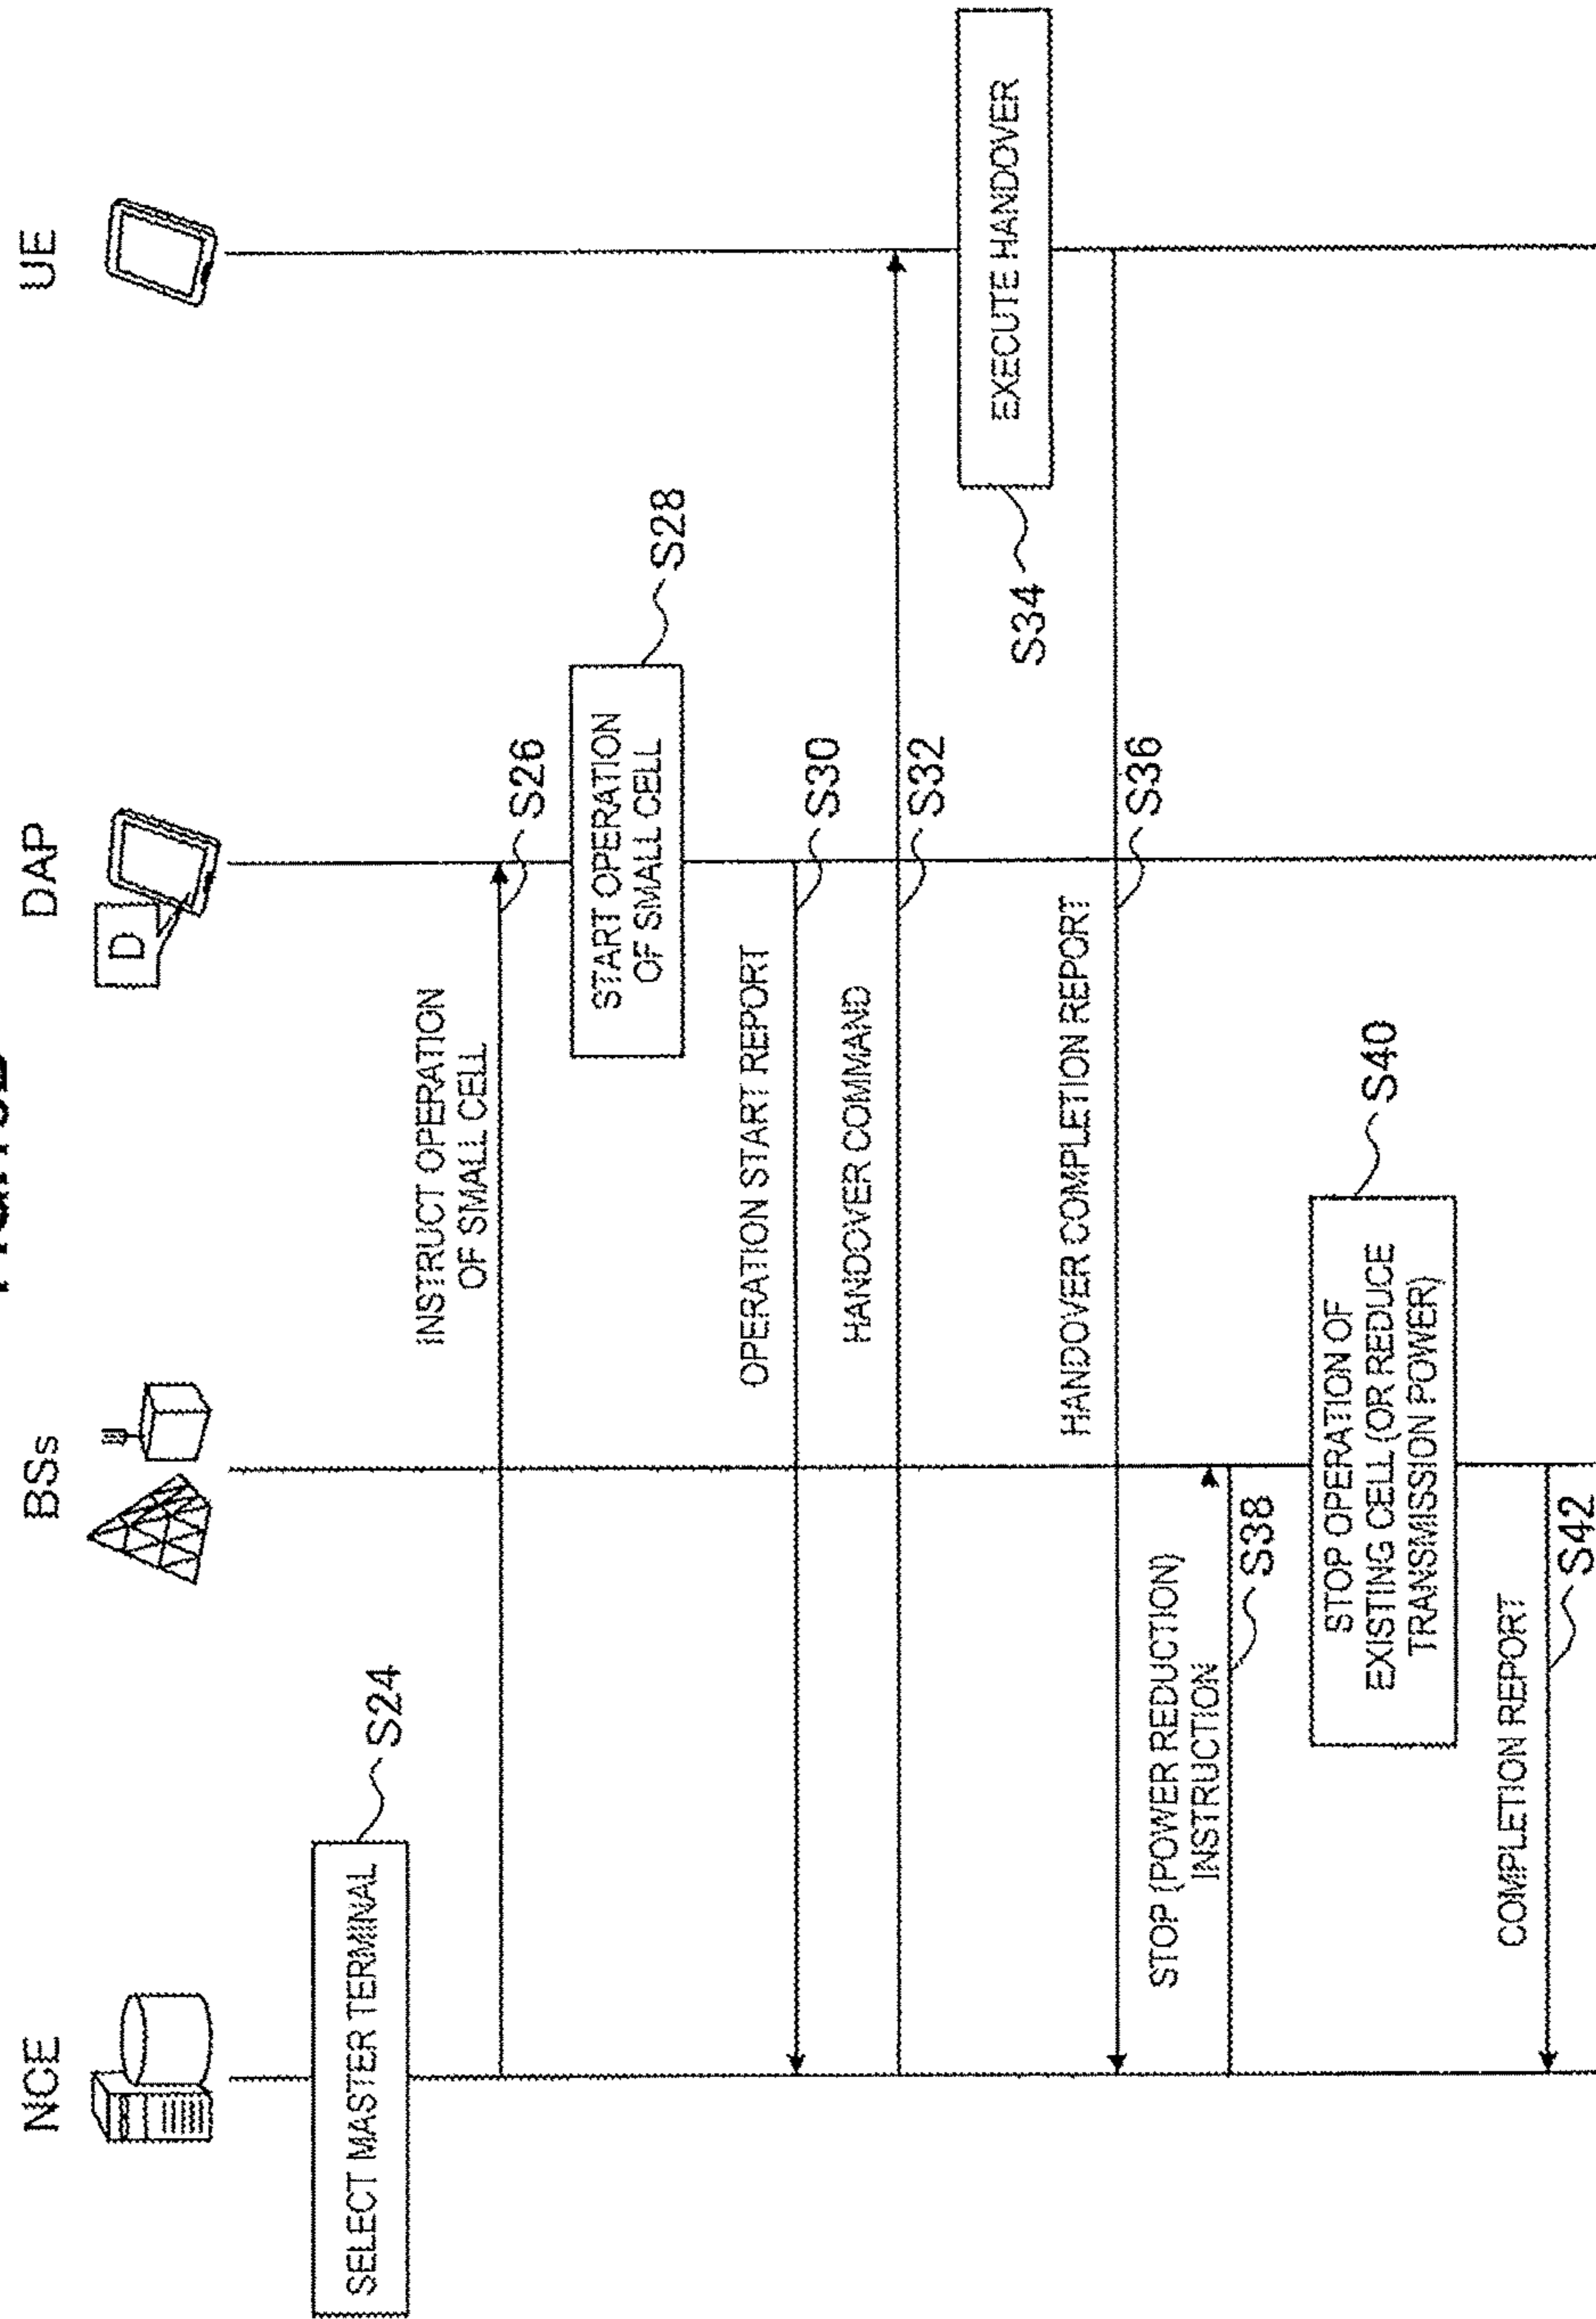 NCE
BSs
DAP
UE
D
SELECT MASTER TERMINAL
S24
INSTRUCT OPERATION
OF SMALL CELL
S26
START OPERATION
OF SMALL CELL
S28
OPERATION START REPORT
S30
HANDOVER COMMAND
S32
EXECUTE HANDOVER
S34
HANDOVER COMPLETION REPORT
S36
STOP (POWER REDUCTION)
INSTRUCTION
S38
STOP OPERATION OF
EXISTING CELL (OR REDUCE
TRANSMISSION POWER)
S40
COMPLETION REPORT
S42